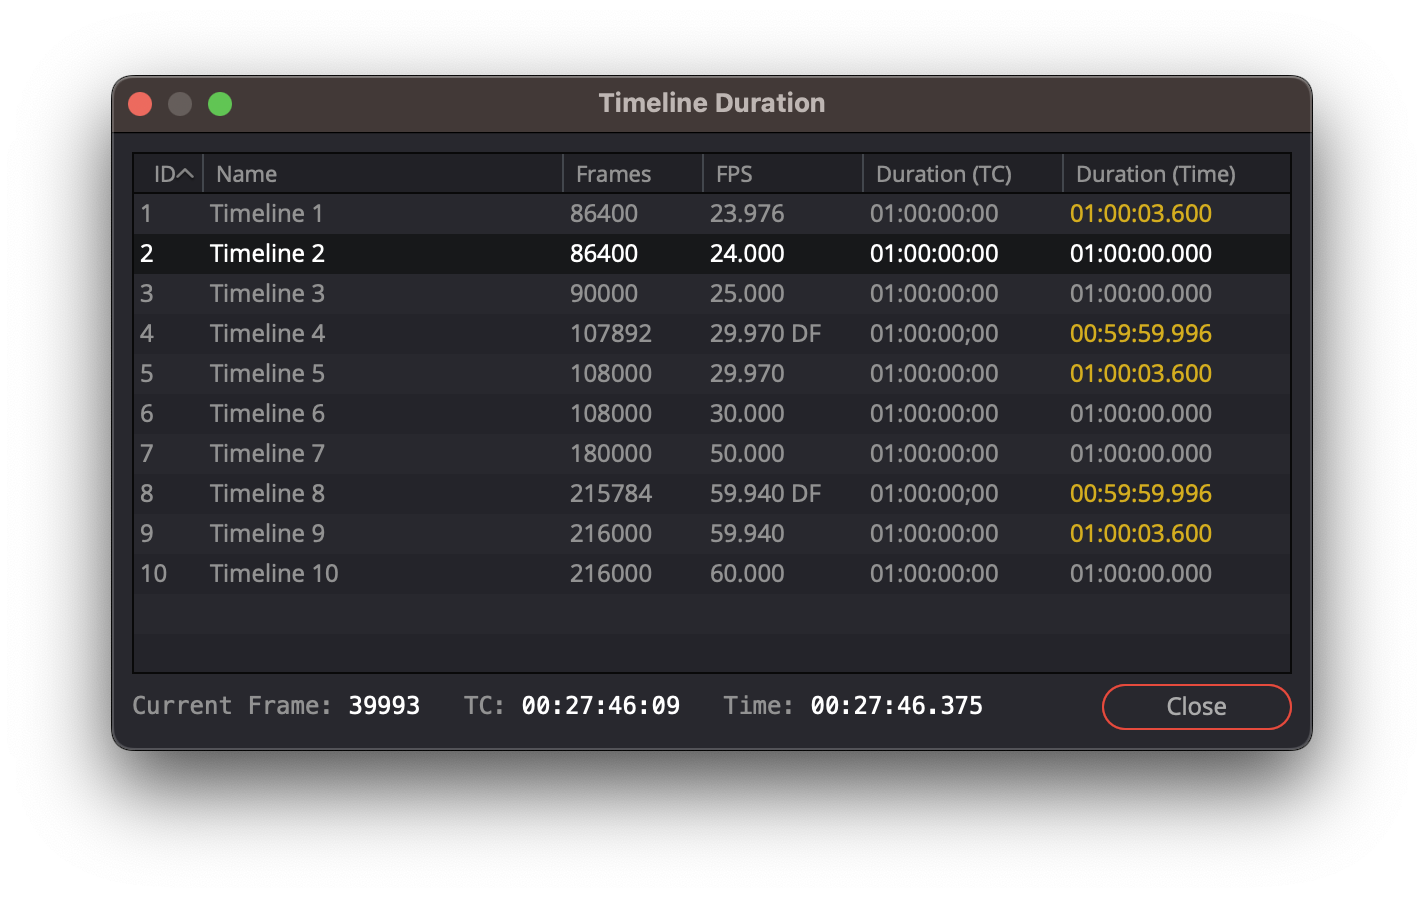 Timeline Duration
ID Name Frames FPS Duration (TC) Duration (Time)
1 Timeline 1 86400 23.976 01:00:00:00 01:00:03.600
2 Timeline 2 86400 24.000 01:00:00:00 01:00:00.000
3 Timeline 3 90000 25.000 01:00:00:00 01:00:00.000
4 Timeline 4 107892 29.970 DF 01:00:00;00 00:59:59.996
5 Timeline 5 108000 29.970 01:00:00:00 01:00:03.600
6 Timeline 6 108000 30.000 01:00:00:00 01:00:00.000
7 Timeline 7 180000 50.000 01:00:00:00 01:00:00.000
8 Timeline 8 215784 59.940 DF 01:00:00;00 00:59:59.996
9 Timeline 9 216000 59.940 01:00:00:00 01:00:03.600
10 Timeline 10 216000 60.000 01:00:00:00 01:00:00.000
Current Frame: 39993 TC: 00:27:46:09 Time: 00:27:46.375 Close